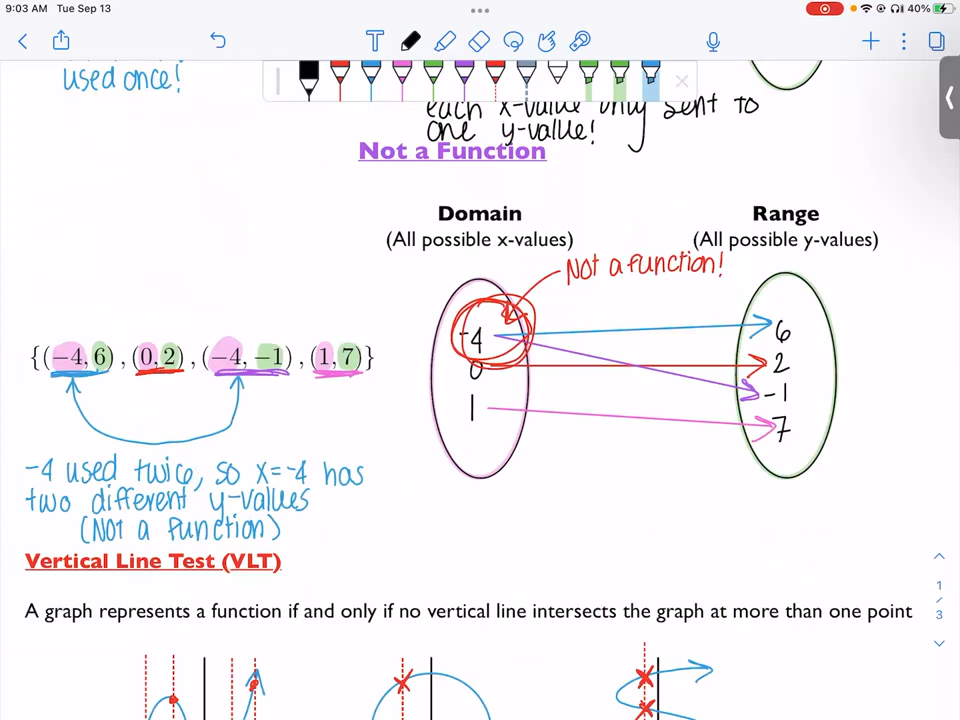 9:03 AM Tue Sep 13
40%
used once!
each x-value only sent to
one y-value!
Not a Function
Domain
(All possible x-values)
Range
(All possible y-values)
Not a function!
{(−4, 6) , (0, 2) , (−4, −1) , (1, 7)}
-4
0
1
6
2
-1
7
-4 used twice, so x=-4 has
two different y-values
(Not a function)
Vertical Line Test (VLT)
A graph represents a function if and only if no vertical line intersects the graph at more than one point
1
/
3